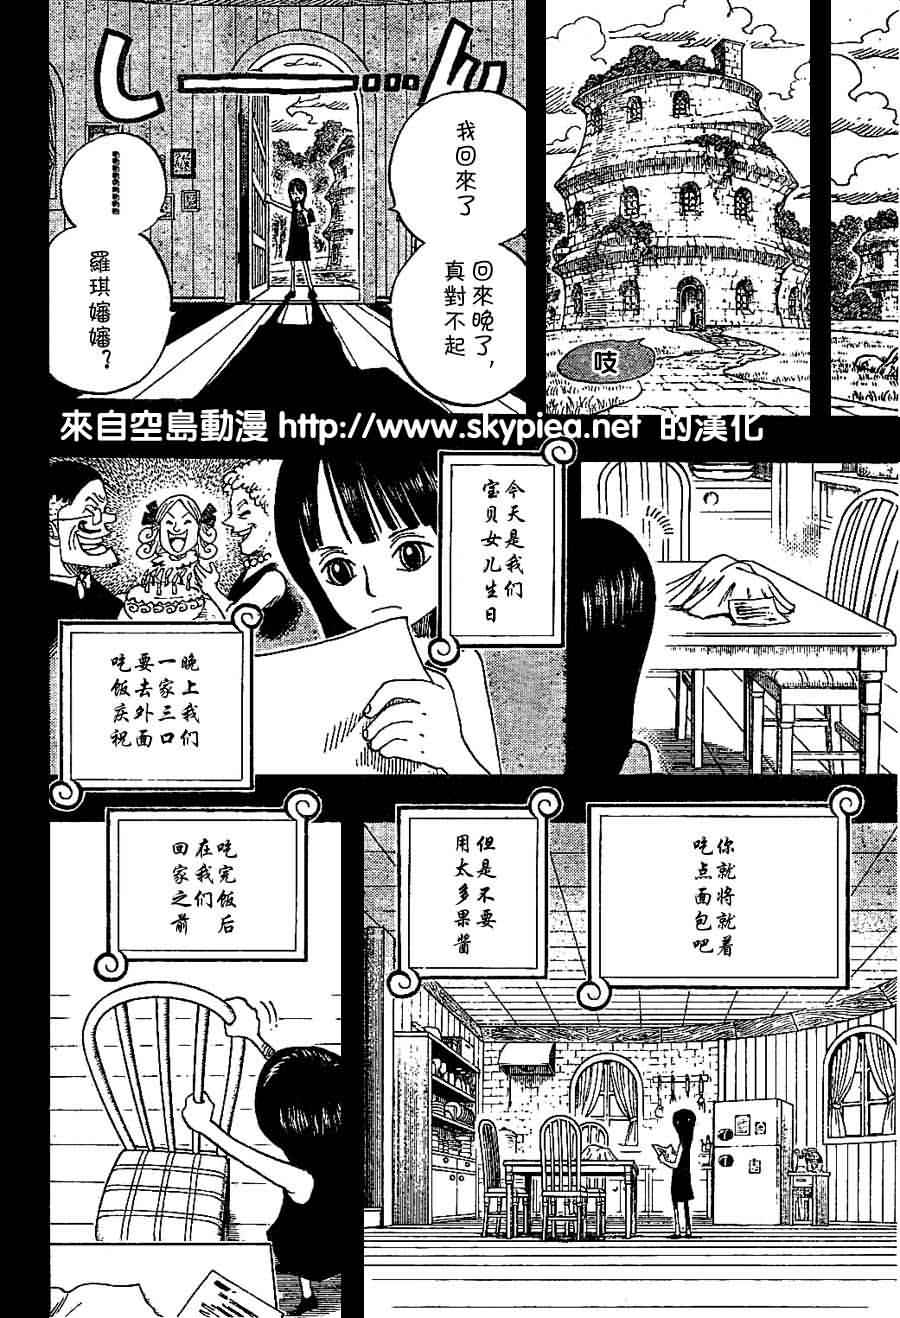 吱
我回來了
回來晚了，
真對不起
⋯⋯⋯⋯
羅琪嬸嬸？
し━□□□ん
來自空島動漫 http://www.skypiea.net 的漢化
今天是我们
宝贝女儿生日
晚上我们
一家三口
要去外面
吃饭庆祝
你就将就着
吃点面包吧
但是不要
用太多果酱
吃完饭后
在我们
回家之前